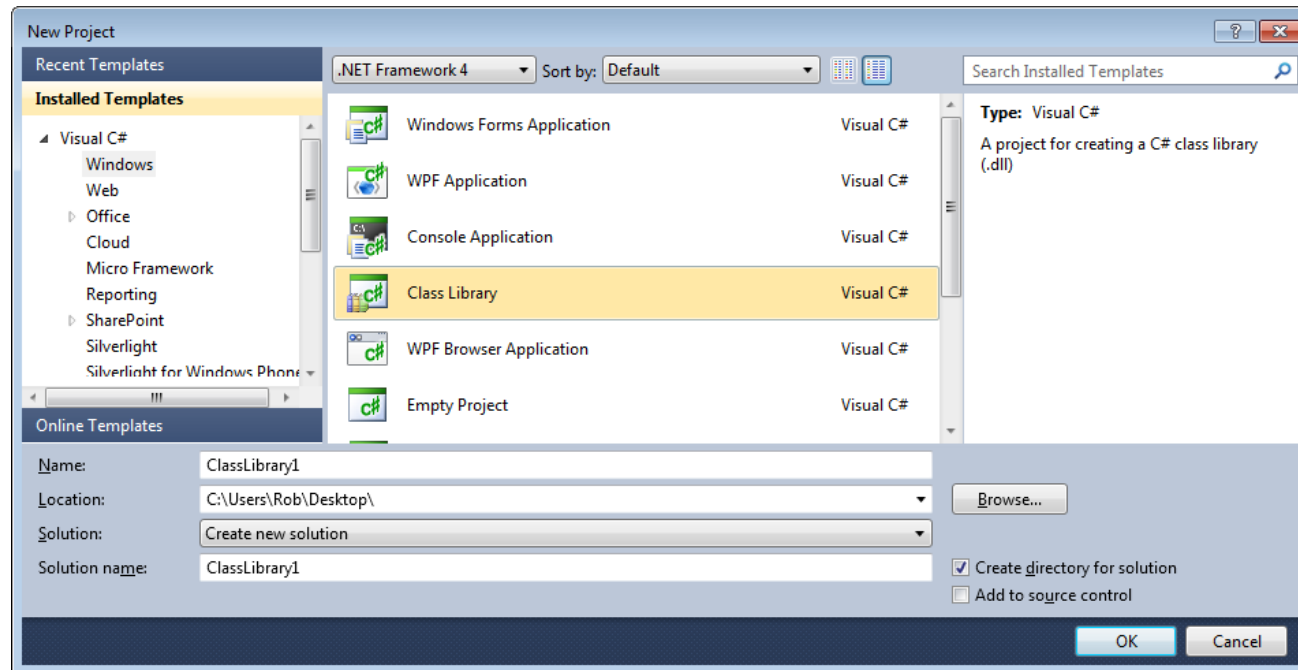 New Project
Recent Templates
Installed Templates
Visual C#
Windows
Web
Office
Cloud
Micro Framework
Reporting
SharePoint
Silverlight
Silverlight for Windows Phone
Online Templates
.NET Framework 4 Sort by: Default
Windows Forms Application Visual C#
WPF Application Visual C#
Console Application Visual C#
Class Library Visual C#
WPF Browser Application Visual C#
Empty Project Visual C#
Search Installed Templates
Type: Visual C#
A project for creating a C# class library
(.dll)
Name: ClassLibrary1
Location: C:\Users\Rob\Desktop\ Browse...
Solution: Create new solution
Solution name: ClassLibrary1
Create directory for solution
Add to source control
OK Cancel